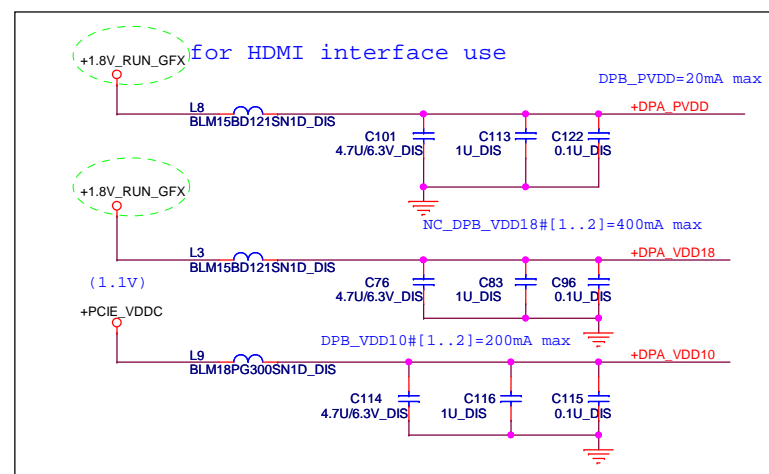 for HDMI interface use
+1.8V_RUN_GFX
DPB_PVDD=20mA max
+DPA_PVDD
L8
BLM15BD121SN1D_DIS
C101
4.7U/6.3V_DIS
C113
1U_DIS
C122
0.1U_DIS
+1.8V_RUN_GFX
NC_DPB_VDD18#[1..2]=400mA max
+DPA_VDD18
L3
BLM15BD121SN1D_DIS
C76
4.7U/6.3V_DIS
C83
1U_DIS
C96
0.1U_DIS
(1.1V)
+PCIE_VDDC
DPB_VDD10#[1..2]=200mA max
+DPA_VDD10
L9
BLM18PG300SN1D_DIS
C114
4.7U/6.3V_DIS
C116
1U_DIS
C115
0.1U_DIS